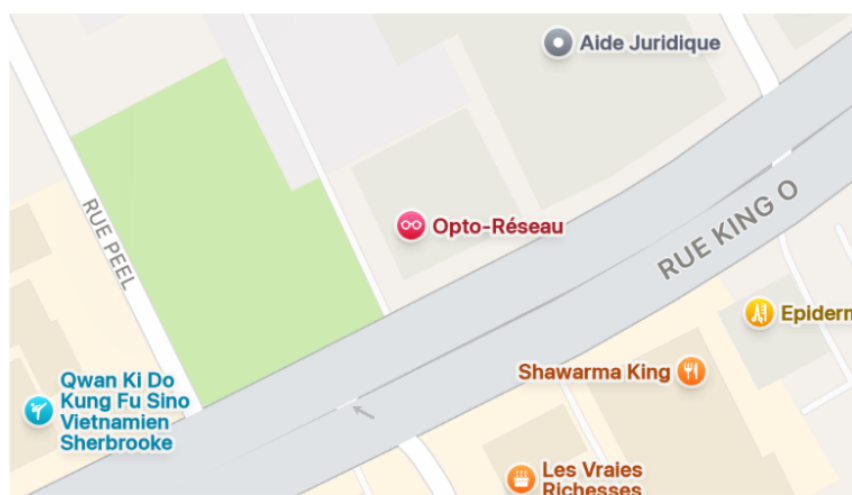 Aide Juridique
RUE PEEL
Opto-Réseau
RUE KING O
Epiderm
Shawarma King
Qwan Ki Do
Kung Fu Sino
Vietnamien
Sherbrooke
Les Vraies
Richesses